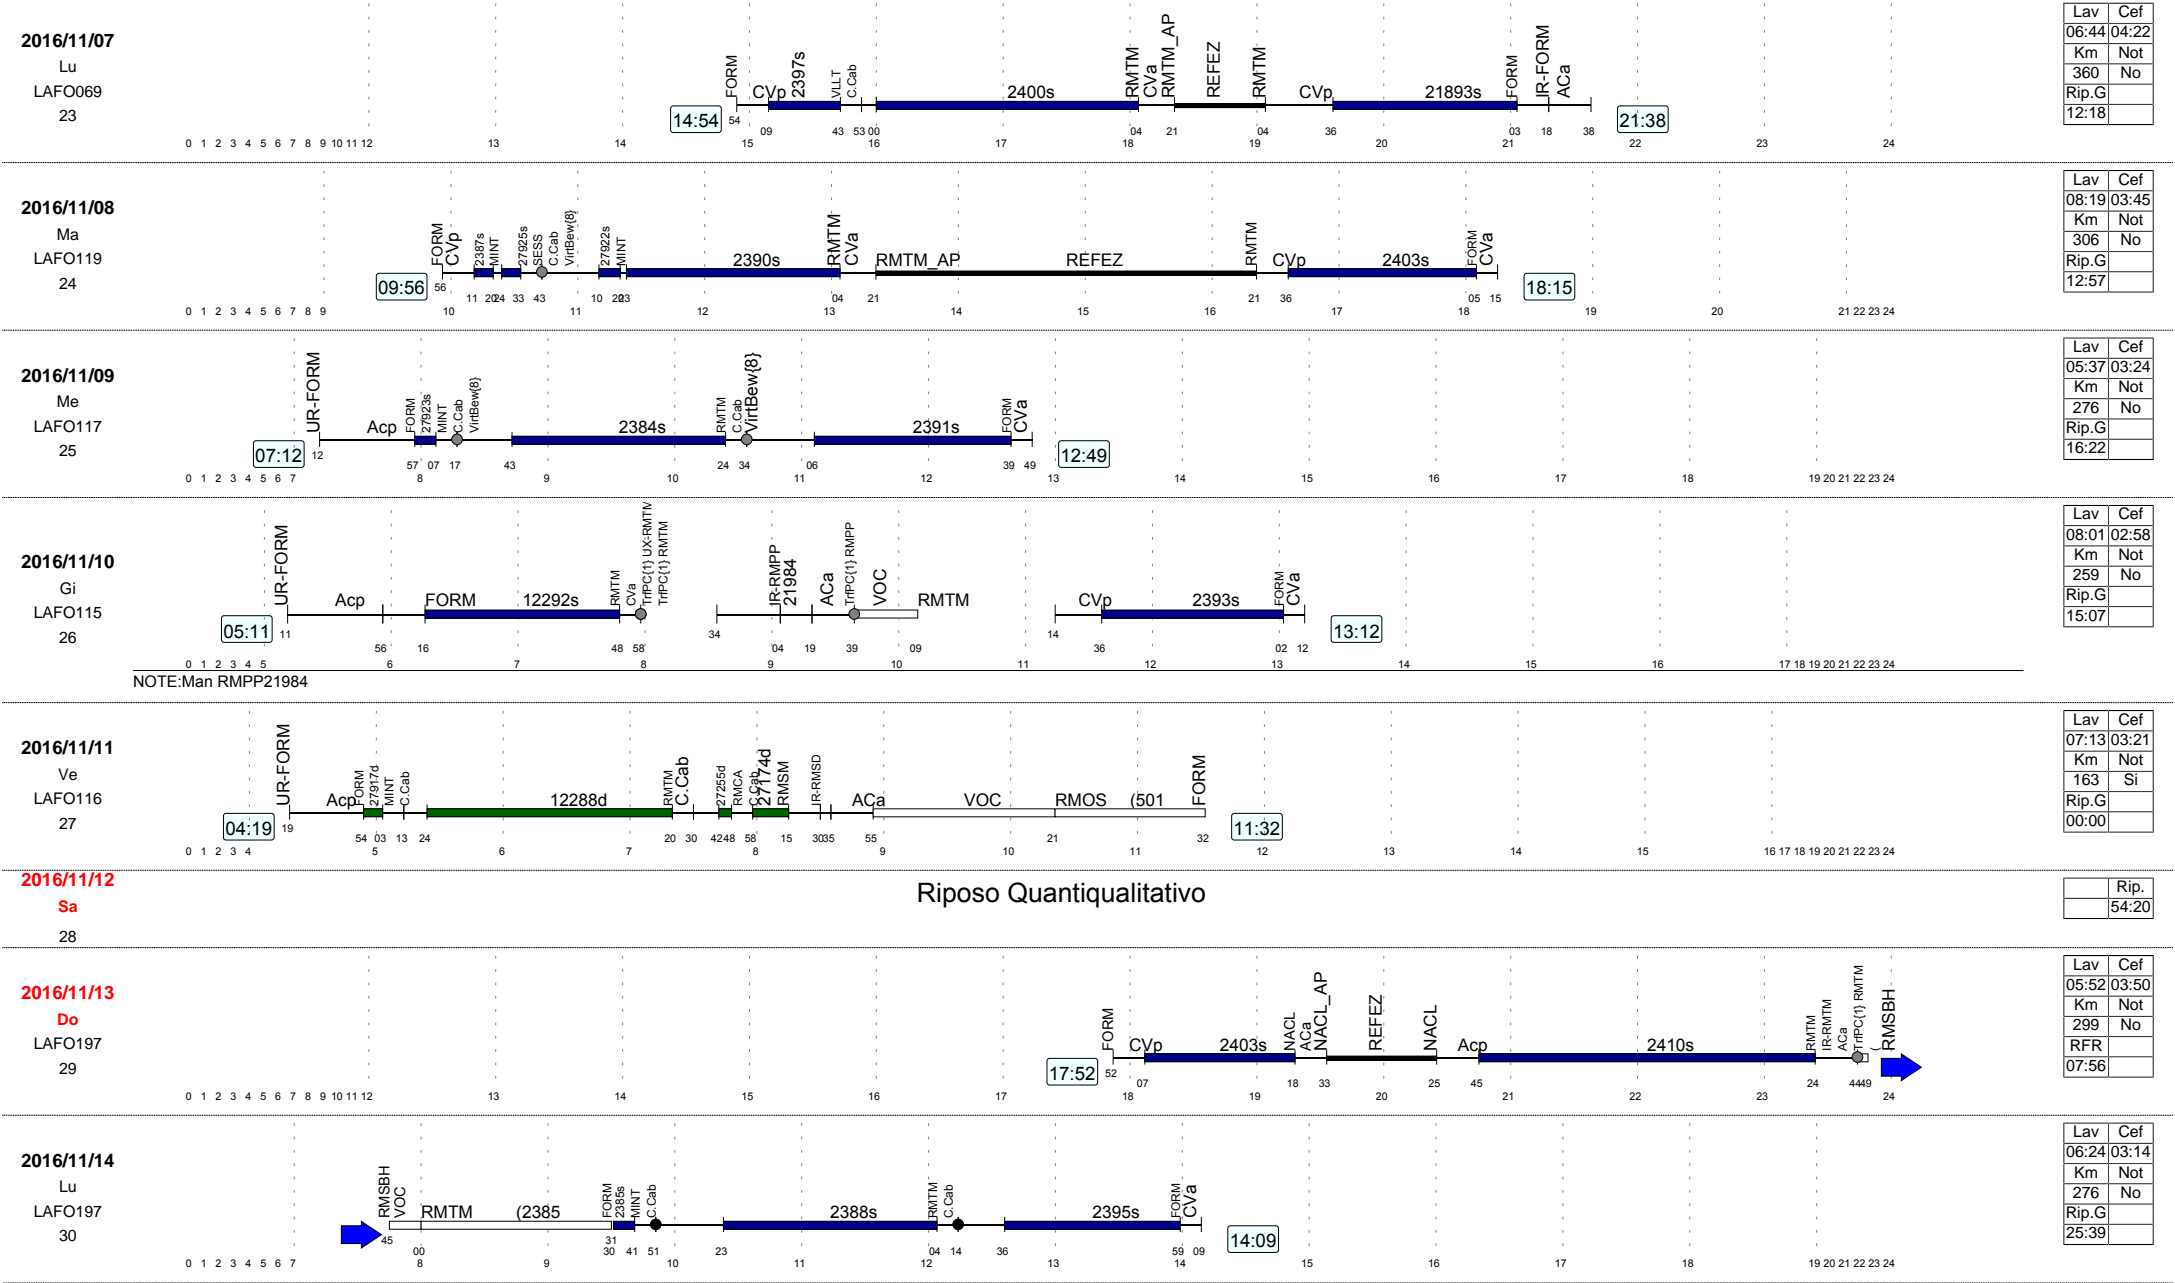 2016/11/07
Lu
LAFO069
23
14:54
FORM CVp 2397s VLLT C.Cab 2400s RMTM CVa RMTM_AP REFEZ RMTM CVp 21893s FORM IR-FORM ACa
54 09 43 53 00 04 21 04 36 03 18 38
21:38
0 1 2 3 4 5 6 7 8 9 10 11 12 13 14 15 16 17 18 19 20 21 22 23 24
Lav Cef
06:44 04:22
Km Not
360 No
Rip.G
12:18
2016/11/08
Ma
LAFO119
24
09:56
FORM CVp 2387s MINT 27925s SESS C.Cab VirtBew{8} 27922s MINT 2390s RMTM CVa RMTM_AP REFEZ RMTM CVp 2403s FORM CVa
56 11 20 24 33 43 10 20 23 04 21 21 36 05 15
18:15
0 1 2 3 4 5 6 7 8 9 10 11 12 13 14 15 16 17 18 19 20 21 22 23 24
Lav Cef
08:19 03:45
Km Not
306 No
Rip.G
12:57
2016/11/09
Me
LAFO117
25
07:12
UR-FORM Acp FORM 27923s MINT C.Cab VirtBew{8} 2384s RMTM C.Cab VirtBew{8} 2391s FORM CVa
12 57 07 17 43 24 34 06 39 49
12:49
0 1 2 3 4 5 6 7 8 9 10 11 12 13 14 15 16 17 18 19 20 21 22 23 24
Lav Cef
05:37 03:24
Km Not
276 No
Rip.G
16:22
2016/11/10
Gi
LAFO115
26
05:11
UR-FORM Acp FORM 12292s RMTM CVa TrfPC{1} UX-RMTM TrfPC{1} RMTM IR-RMPP 21984 ACa TrfPC{1} RMPP VOC RMTM CVp 2393s FORM CVa
11 56 16 48 58 34 04 19 39 09 14 36 02 12
13:12
0 1 2 3 4 5 6 7 8 9 10 11 12 13 14 15 16 17 18 19 20 21 22 23 24
NOTE:Man RMPP21984
Lav Cef
08:01 02:58
Km Not
259 No
Rip.G
15:07
2016/11/11
Ve
LAFO116
27
04:19
UR-FORM Acp FORM 27917d MINT C.Cab 12288d RMTM C.Cab 27255d RMCA C.Cab 27174d RMSM IR-RMSD ACa VOC RMOS (501 FORM
19 54 03 13 24 20 30 42 48 58 15 30 35 55 21 32
11:32
0 1 2 3 4 5 6 7 8 9 10 11 12 13 14 15 16 17 18 19 20 21 22 23 24
Lav Cef
07:13 03:21
Km Not
163 Si
Rip.G
00:00
2016/11/12
Sa
28
Riposo Quantiqualitativo
Rip.
54:20
2016/11/13
Do
LAFO197
29
17:52
FORM CVp 2403s NACL ACa NACL_AP REFEZ NACL Acp 2410s RMTM IR-RMTM ACa TrfPC{1} RMTM ( RMSBH
52 07 18 33 25 45 24 44 49
0 1 2 3 4 5 6 7 8 9 10 11 12 13 14 15 16 17 18 19 20 21 22 23 24
Lav Cef
05:52 03:50
Km Not
299 No
RFR
07:56
2016/11/14
Lu
LAFO197
30
RMSBH VOC RMTM (2385 FORM 2385s MINT C.Cab 2388s RMTM C.Cab 2395s FORM CVa
45 00 30 31 41 51 23 04 14 36 59 09
14:09
0 1 2 3 4 5 6 7 8 9 10 11 12 13 14 15 16 17 18 19 20 21 22 23 24
Lav Cef
06:24 03:14
Km Not
276 No
Rip.G
25:39